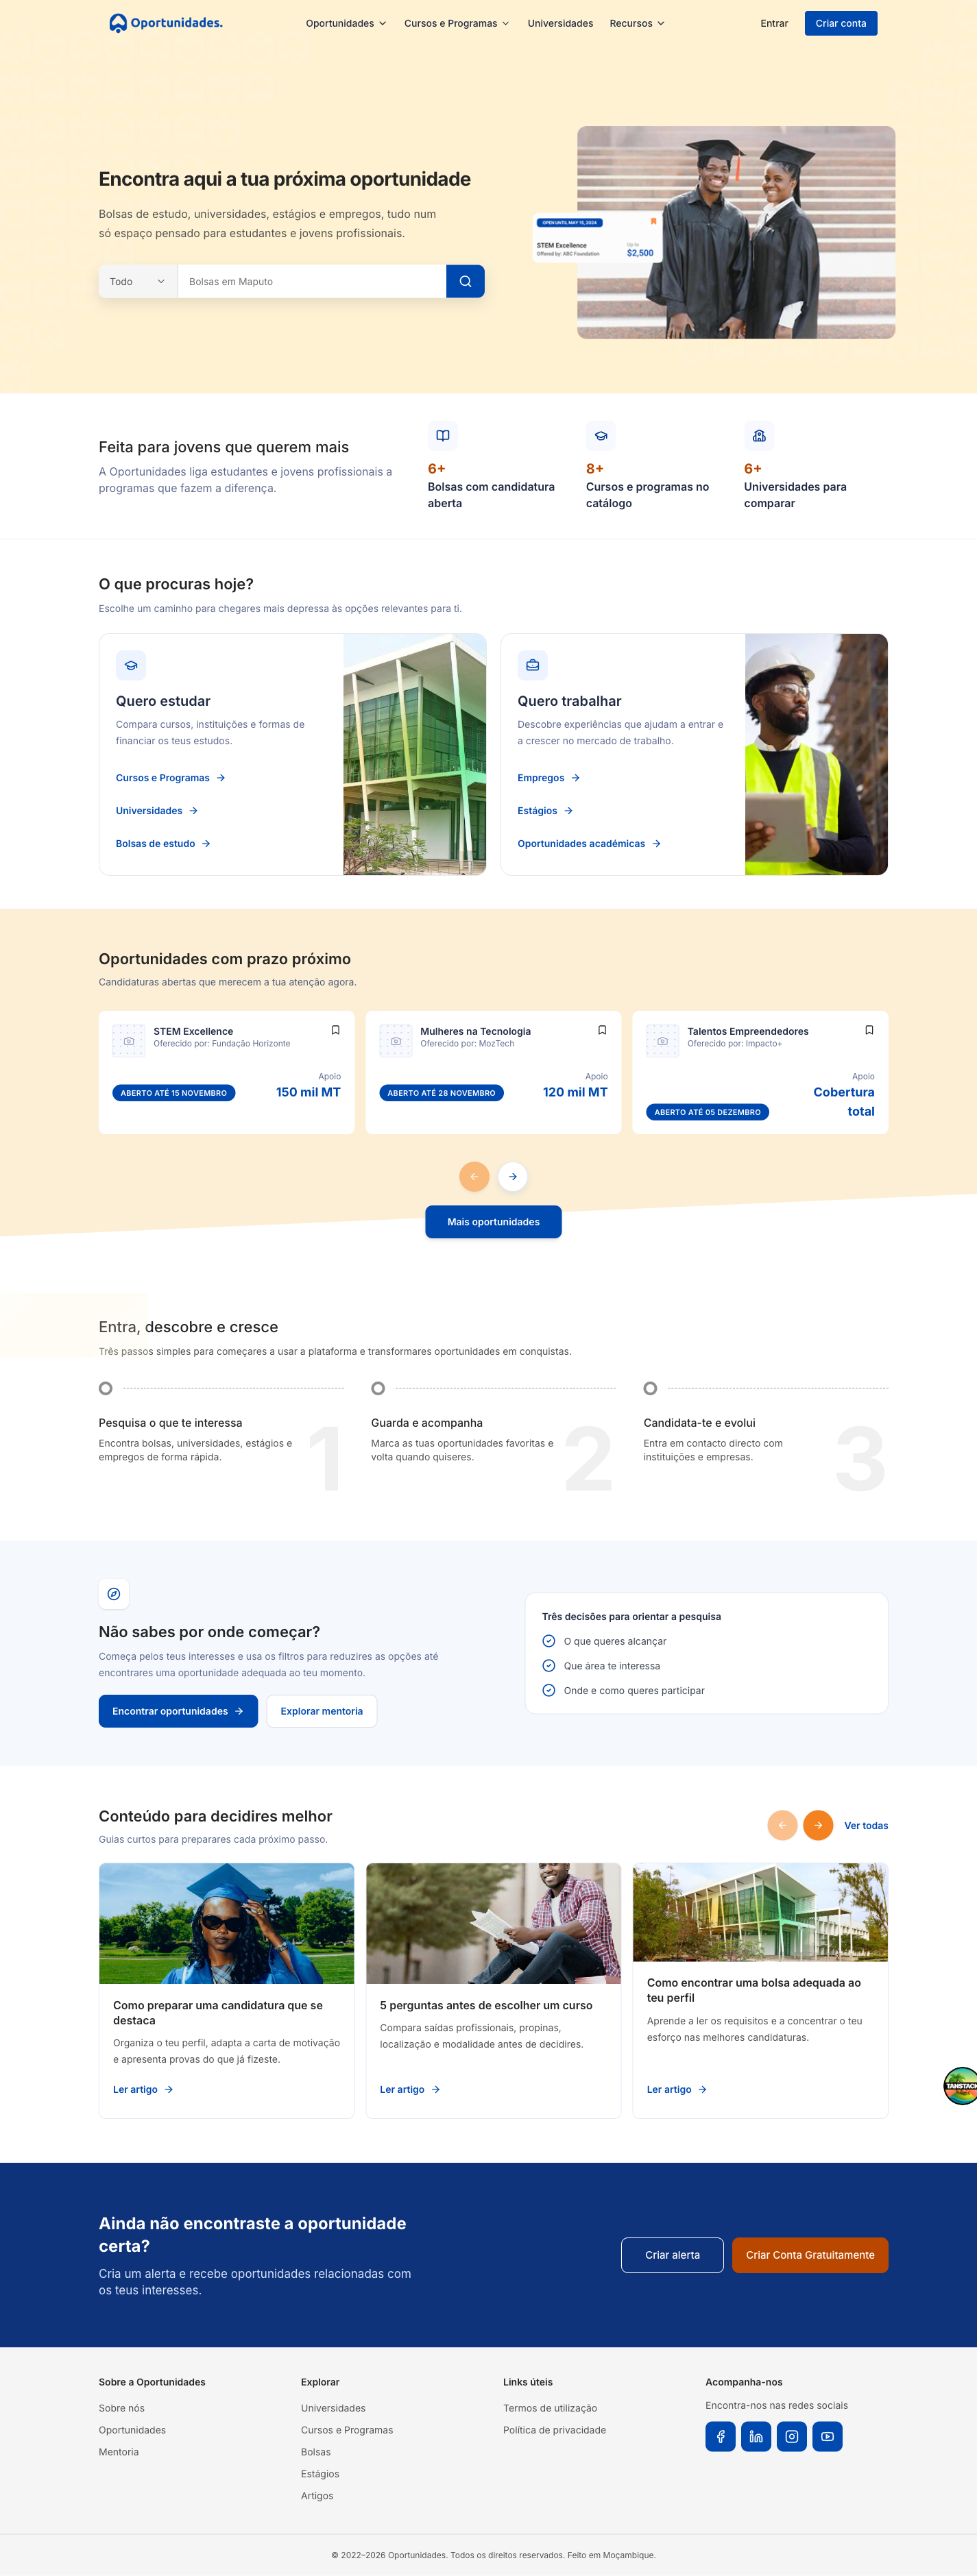 Oportunidades.
Oportunidades
Cursos e Programas
Universidades
Recursos
Entrar
Criar conta
Encontra aqui a tua próxima oportunidade
Bolsas de estudo, universidades, estágios e empregos, tudo num
só espaço pensado para estudantes e jovens profissionais.
Todo
Bolsas em Maputo
OPEN UNTIL MAY 15, 2024
STEM Excellence
Offered by: ABC Foundation
Up to
$2,500
Feita para jovens que querem mais
A Oportunidades liga estudantes e jovens profissionais a
programas que fazem a diferença.
6+
Bolsas com candidatura
aberta
8+
Cursos e programas no
catálogo
6+
Universidades para
comparar
O que procuras hoje?
Escolhe um caminho para chegares mais depressa às opções relevantes para ti.
Quero estudar
Compara cursos, instituições e formas de
financiar os teus estudos.
Cursos e Programas
Universidades
Bolsas de estudo
Quero trabalhar
Descobre experiências que ajudam a entrar e
a crescer no mercado de trabalho.
Empregos
Estágios
Oportunidades académicas
Oportunidades com prazo próximo
Candidaturas abertas que merecem a tua atenção agora.
STEM Excellence
Oferecido por: Fundação Horizonte
Apoio
ABERTO ATÉ 15 NOVEMBRO
150 mil MT
Mulheres na Tecnologia
Oferecido por: MozTech
Apoio
ABERTO ATÉ 28 NOVEMBRO
120 mil MT
Talentos Empreendedores
Oferecido por: Impacto+
Apoio
ABERTO ATÉ 05 DEZEMBRO
Cobertura
total
Mais oportunidades
Entra, descobre e cresce
Três passos simples para começares a usar a plataforma e transformares oportunidades em conquistas.
Pesquisa o que te interessa
Encontra bolsas, universidades, estágios e
empregos de forma rápida.
1
Guarda e acompanha
Marca as tuas oportunidades favoritas e
volta quando quiseres.
2
Candidata-te e evolui
Entra em contacto directo com
instituições e empresas.
3
Não sabes por onde começar?
Começa pelos teus interesses e usa os filtros para reduzires as opções até
encontrares uma oportunidade adequada ao teu momento.
Encontrar oportunidades
Explorar mentoria
Três decisões para orientar a pesquisa
O que queres alcançar
Que área te interessa
Onde e como queres participar
Conteúdo para decidires melhor
Guias curtos para preparares cada próximo passo.
Ver todas
Como preparar uma candidatura que se
destaca
Organiza o teu perfil, adapta a carta de motivação
e apresenta provas do que já fizeste.
Ler artigo
5 perguntas antes de escolher um curso
Compara saídas profissionais, propinas,
localização e modalidade antes de decidires.
Ler artigo
Como encontrar uma bolsa adequada ao
teu perfil
Aprende a ler os requisitos e a concentrar o teu
esforço nas melhores candidaturas.
Ler artigo
TANSTACK
Ainda não encontraste a oportunidade
certa?
Cria um alerta e recebe oportunidades relacionadas com
os teus interesses.
Criar alerta
Criar Conta Gratuitamente
Sobre a Oportunidades
Sobre nós
Oportunidades
Mentoria
Explorar
Universidades
Cursos e Programas
Bolsas
Estágios
Artigos
Links úteis
Termos de utilização
Política de privacidade
Acompanha-nos
Encontra-nos nas redes sociais
© 2022–2026 Oportunidades. Todos os direitos reservados. Feito em Moçambique.